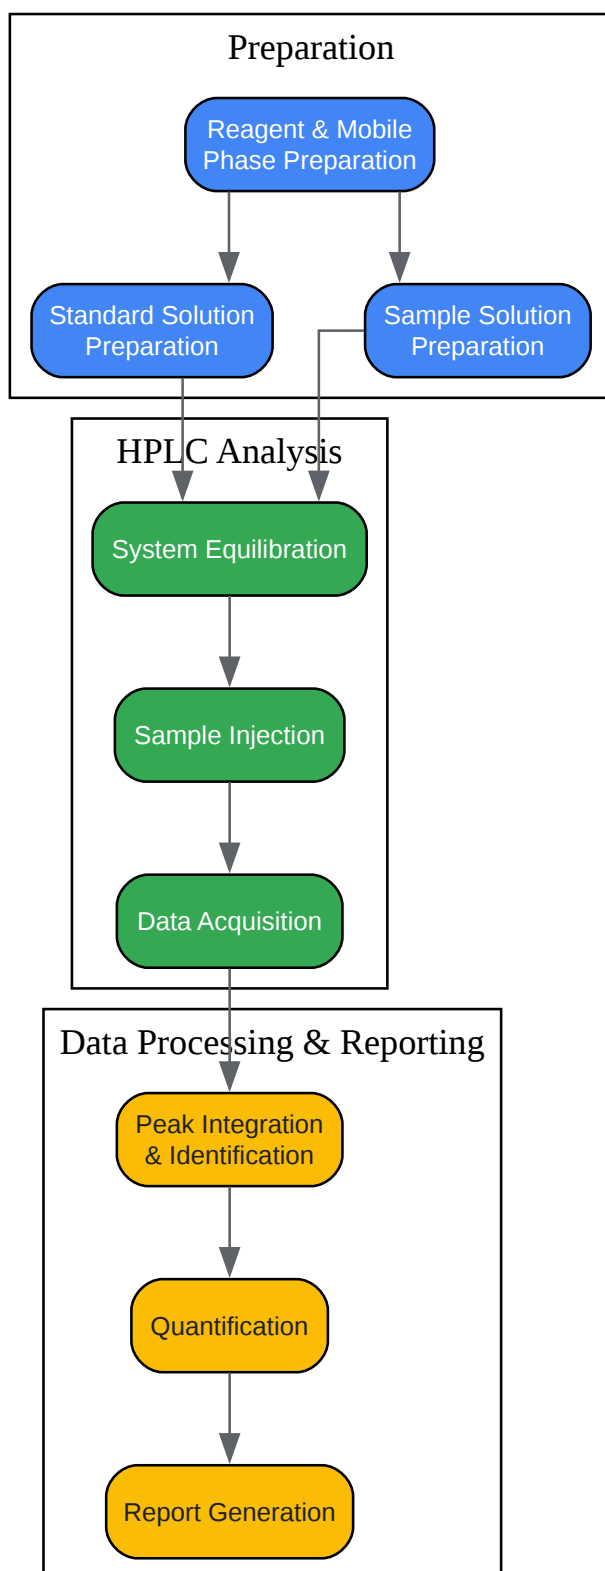 Preparation
Reagent & Mobile
Phase Preparation
Standard Solution
Preparation
Sample Solution
Preparation
HPLC Analysis
System Equilibration
Sample Injection
Data Acquisition
Data Processing & Reporting
Peak Integration
& Identification
Quantification
Report Generation